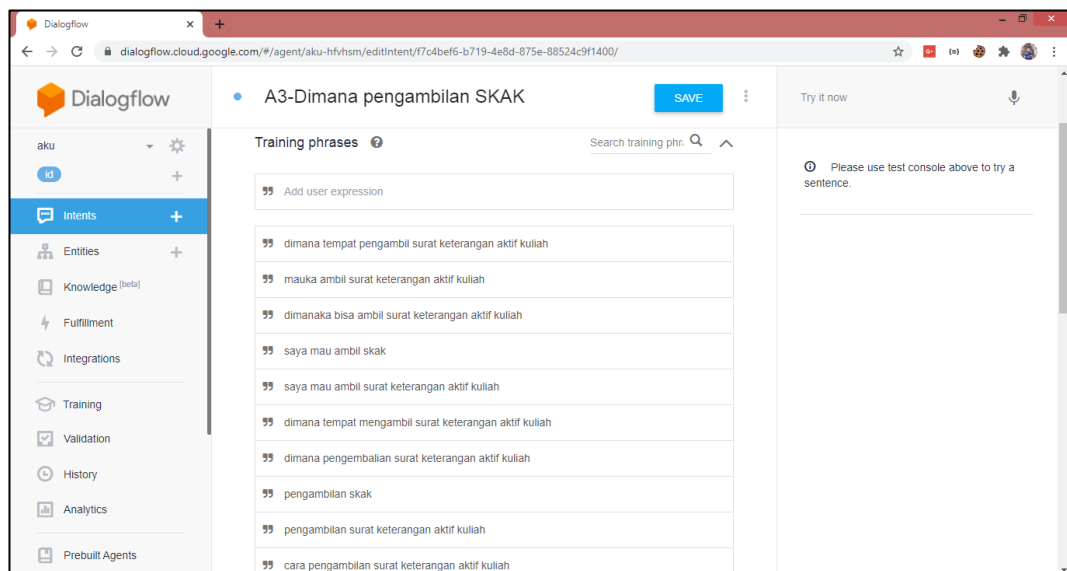 Dialogflow
dialogflow.cloud.google.com/#/agent/aku-hfvhsm/editIntent/f7c4bef6-b719-4e8d-875e-88524c9f1400/
Dialogflow
A3-Dimana pengambilan SKAK
SAVE
Try it now
aku
id
Training phrases
Search training phr
Please use test console above to try a
sentence.
Add user expression
Intents
dimana tempat pengambil surat keterangan aktif kuliah
Entities
mauka ambil surat keterangan aktif kuliah
Knowledge [beta]
dimanaka bisa ambil surat keterangan aktif kuliah
Fulfillment
saya mau ambil skak
Integrations
saya mau ambil surat keterangan aktif kuliah
Training
dimana tempat mengambil surat keterangan aktif kuliah
Validation
dimana pengembalian surat keterangan aktif kuliah
History
pengambilan skak
Analytics
pengambilan surat keterangan aktif kuliah
Prebuilt Agents
cara pengambilan surat keterangan aktif kuliah